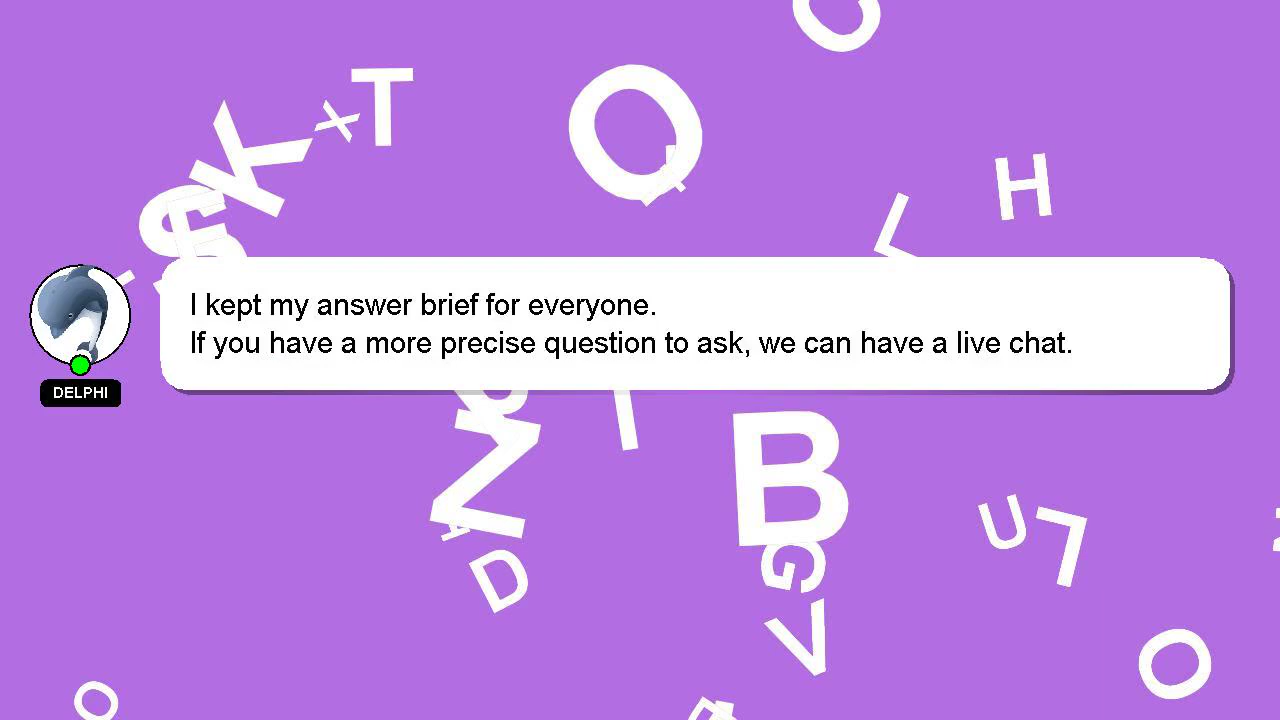 I kept my answer brief for everyone.
If you have a more precise question to ask, we can have a live chat.
DELPHI
C
T
x
K
O
H
L
S
N
I
B
D
G
U
L
V
O
O